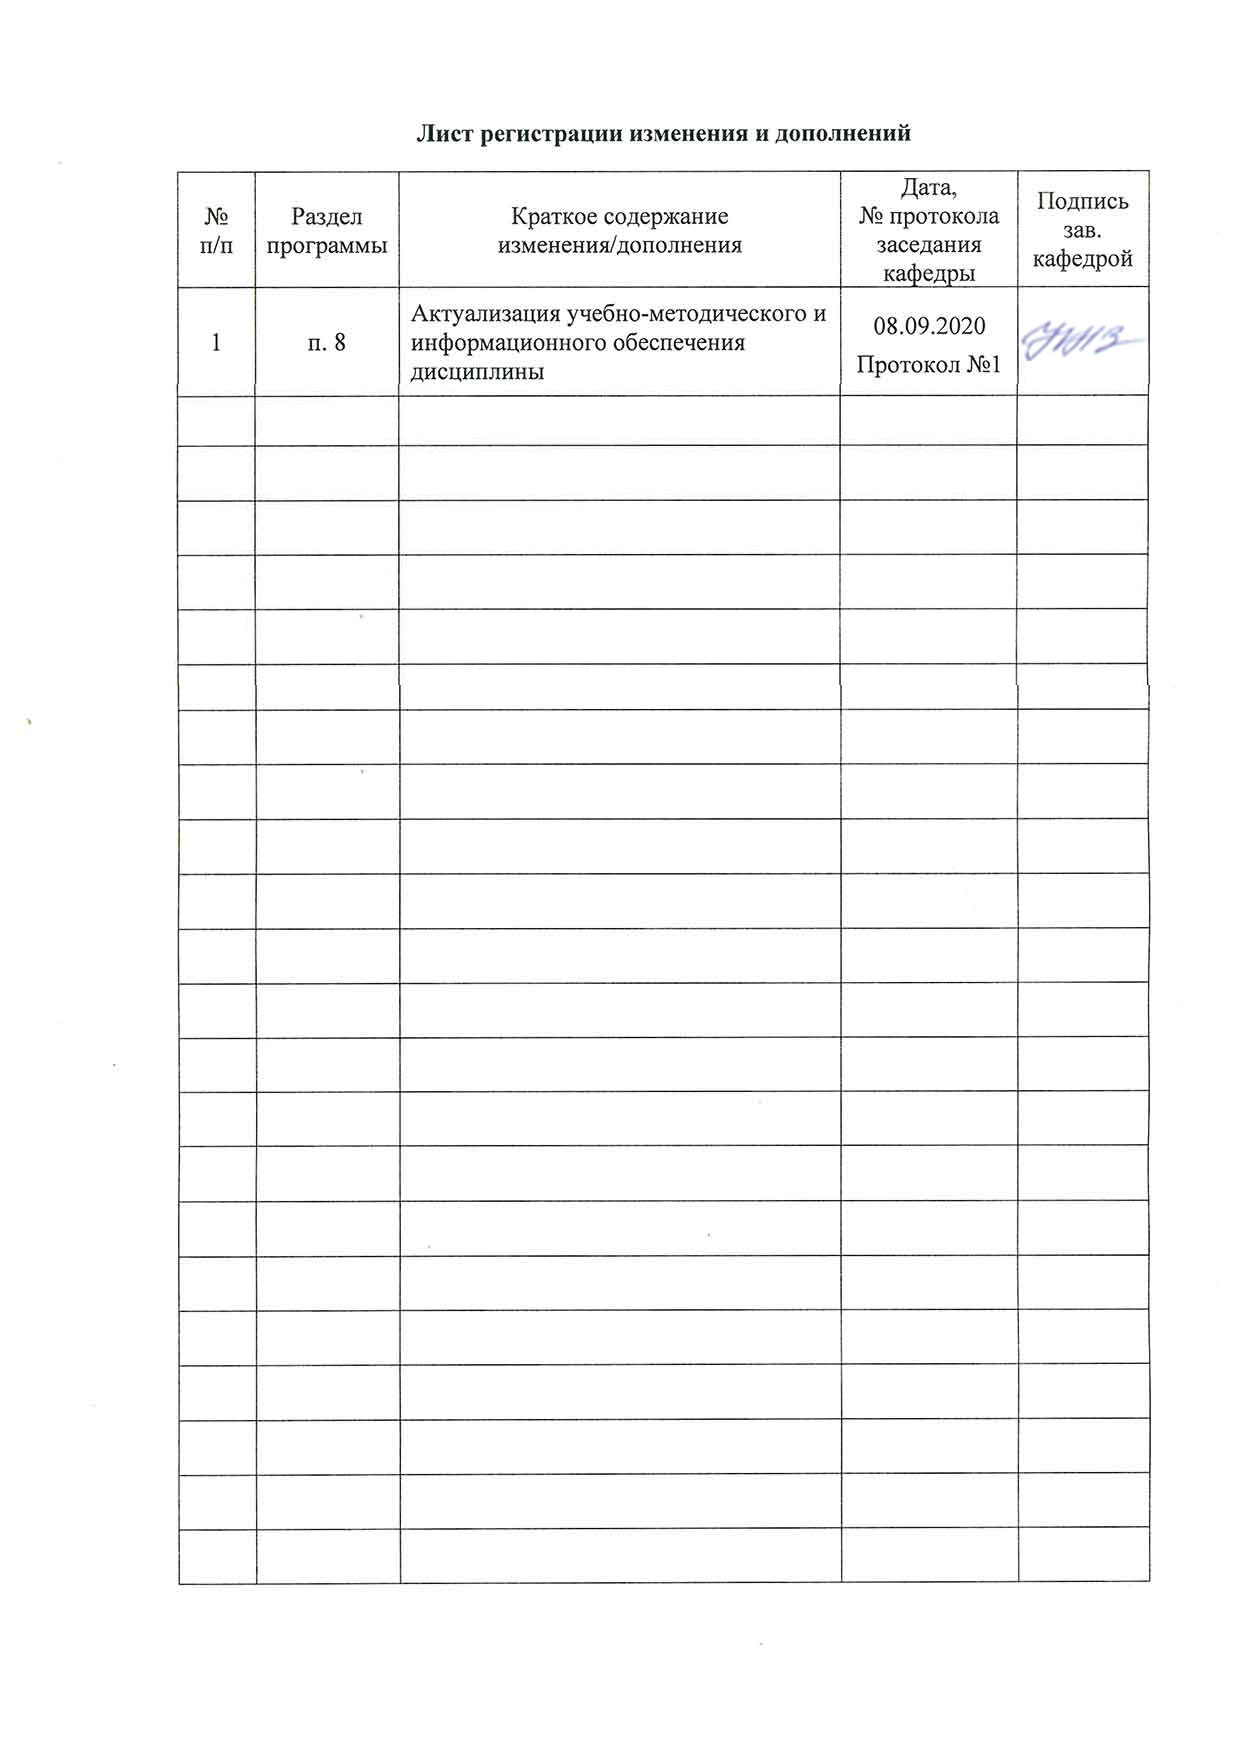 Лист регистрации изменения и дополнений
№
п/п
Раздел
программы
Краткое содержание
изменения/дополнения
Дата,
№ протокола
заседания
кафедры
Подпись
зав.
кафедрой
1
п. 8
Актуализация учебно-методического и
информационного обеспечения
дисциплины
08.09.2020
Протокол №1